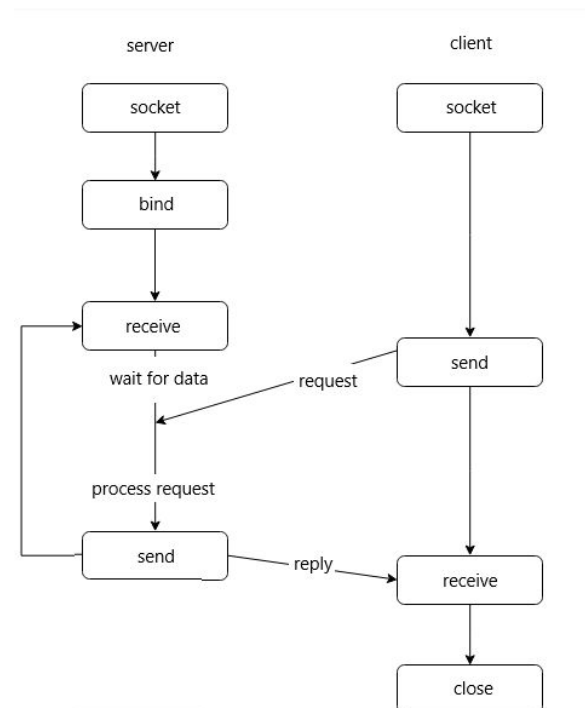 server
client
socket
socket
bind
receive
wait for data
request
send
process request
send
reply
receive
close